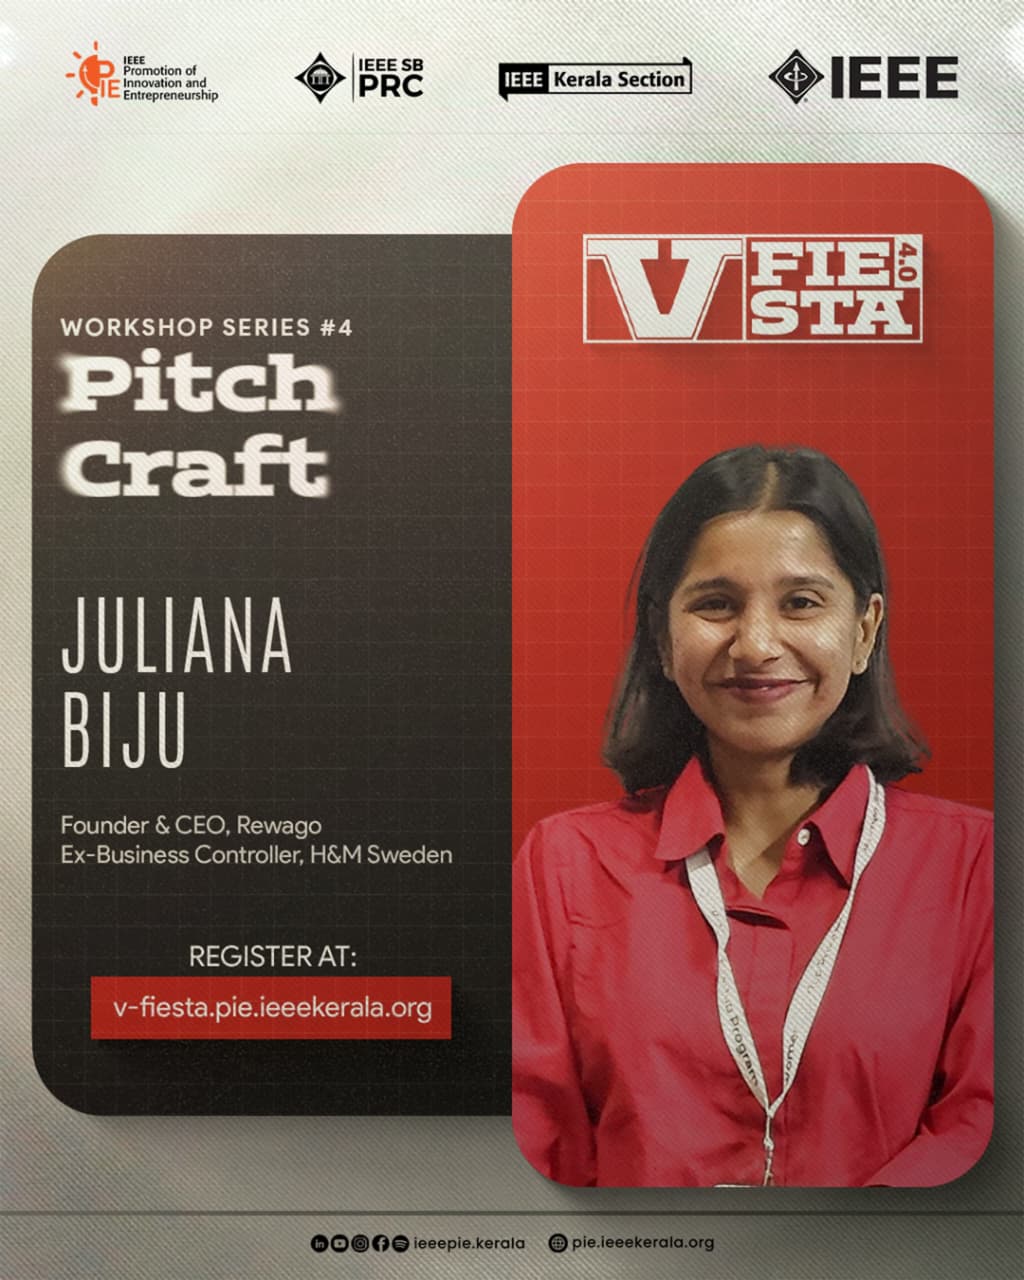 IEEE
Promotion of
Innovation and
Entrepreneurship
PIE
IEEE SB
PRC
IEEE Kerala Section
IEEE
V FIESTA 4.0
WORKSHOP SERIES #4
Pitch
Craft
JULIANA
BIJU
Founder & CEO, Rewago
Ex-Business Controller, H&M Sweden
REGISTER AT:
v-fiesta.pie.ieeekerala.org
Program
ieeepie.kerala
pie.ieeekerala.org